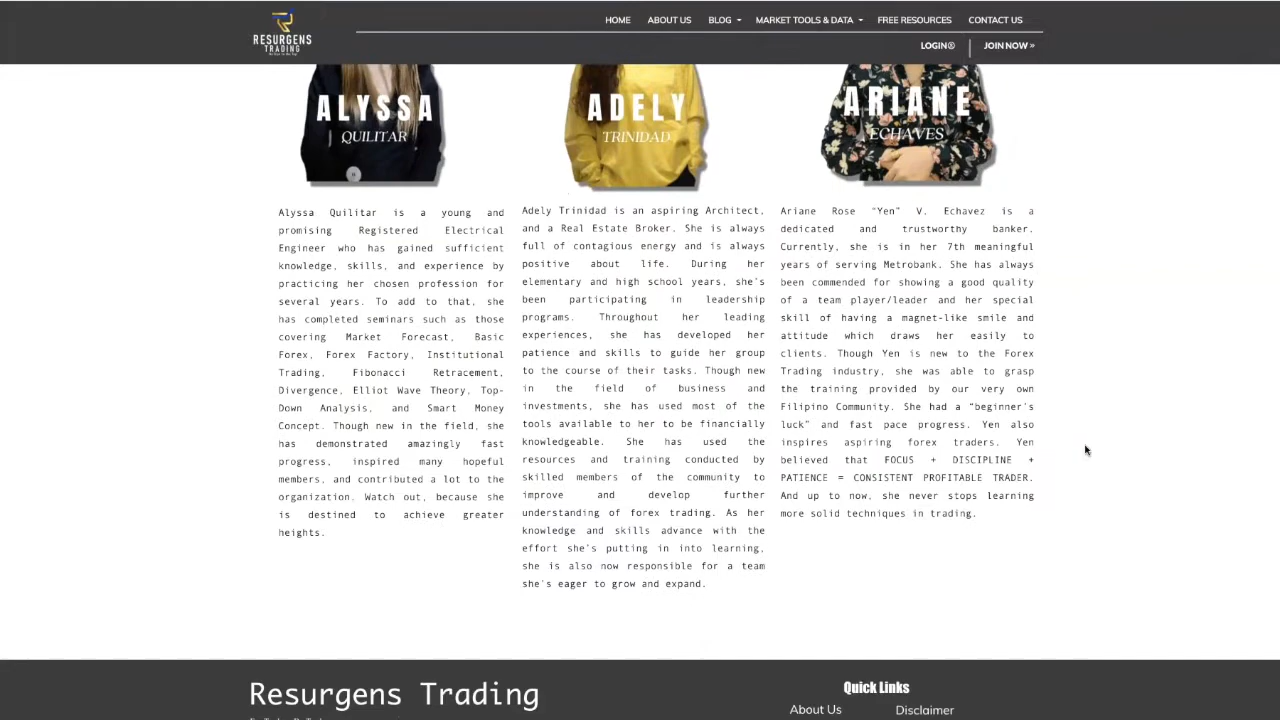 HOME ABOUT US BLOG MARKET TOOLS & DATA FREE RESOURCES CONTACT US
RESURGENS
TRADING
LOGIN JOIN NOW »
ALYSSA
QUILITAR
ADELY
TRINIDAD
ARIANE
ECHAVES
Alyssa Quilitar is a young and
promising Registered Electrical
Engineer who has gained sufficient
knowledge, skills, and experience by
practicing her chosen profession for
several years. To add to that, she
has completed seminars such as those
covering Market Forecast, Basic
Forex, Forex Factory, Institutional
Trading, Fibonacci Retracement,
Divergence, Elliot Wave Theory, Top-
Down Analysis, and Smart Money
Concept. Though new in the field, she
has demonstrated amazingly fast
progress, inspired many hopeful
members, and contributed a lot to the
organization. Watch out, because she
is destined to achieve greater
heights.
Adely Trinidad is an aspiring Architect,
and a Real Estate Broker. She is always
full of contagious energy and is always
positive about life. During her
elementary and high school years, she's
been participating in leadership
programs. Throughout her leading
experiences, she has developed her
patience and skills to guide her group
to the course of their tasks. Though new
in the field of business and
investments, she has used most of the
tools available to her to be financially
knowledgeable. She has used the
resources and training conducted by
skilled members of the community to
improve and develop further
understanding of forex trading. As her
knowledge and skills advance with the
effort she's putting in into learning,
she is also now responsible for a team
she's eager to grow and expand.
Ariane Rose “Yen” V. Echavez is a
dedicated and trustworthy banker.
Currently, she is in her 7th meaningful
years of serving Metrobank. She has always
been commended for showing a good quality
of a team player/leader and her special
skill of having a magnet-like smile and
attitude which draws her easily to
clients. Though Yen is new to the Forex
Trading industry, she was able to grasp
the training provided by our very own
Filipino Community. She had a “beginner's
luck” and fast pace progress. Yen also
inspires aspiring forex traders. Yen
believed that FOCUS + DISCIPLINE +
PATIENCE = CONSISTENT PROFITABLE TRADER.
And up to now, she never stops learning
more solid techniques in trading.
Resurgens Trading
Quick Links
About Us Disclaimer